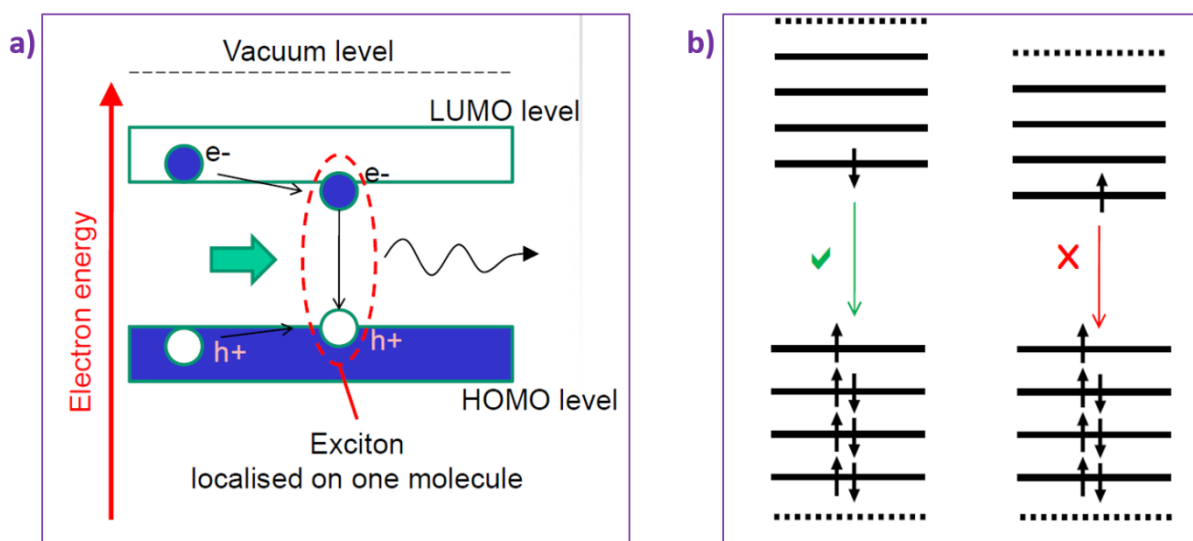 a)
Vacuum level
LUMO level
e-
e-
Electron energy
h+
h+
HOMO level
Exciton
localised on one molecule
b)